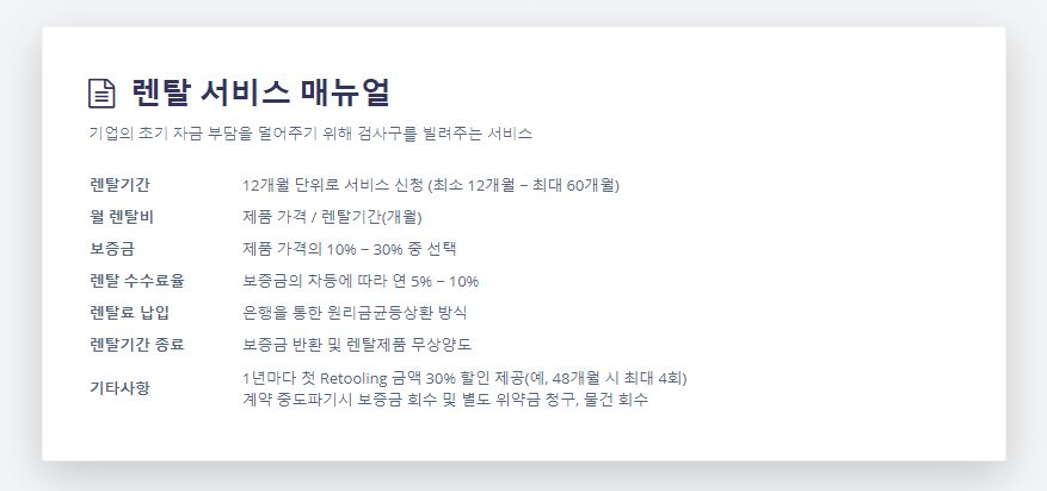 렌탈 서비스 매뉴얼
기업의 초기 자금 부담을 덜어주기 위해 검사구를 빌려주는 서비스
렌탈기간 12개월 단위로 서비스 신청 (최소 12개월 – 최대 60개월)
월 렌탈비 제품 가격 / 렌탈기간(개월)
보증금 제품 가격의 10% – 30% 중 선택
렌탈 수수료율 보증금의 차등에 따라 연 5% – 10%
렌탈료 납입 은행을 통한 원리금균등상환 방식
렌탈기간 종료 보증금 반환 및 렌탈제품 무상양도
기타사항 1년마다 첫 Retooling 금액 30% 할인 제공(예, 48개월 시 최대 4회)
계약 중도파기시 보증금 회수 및 별도 위약금 청구, 물건 회수